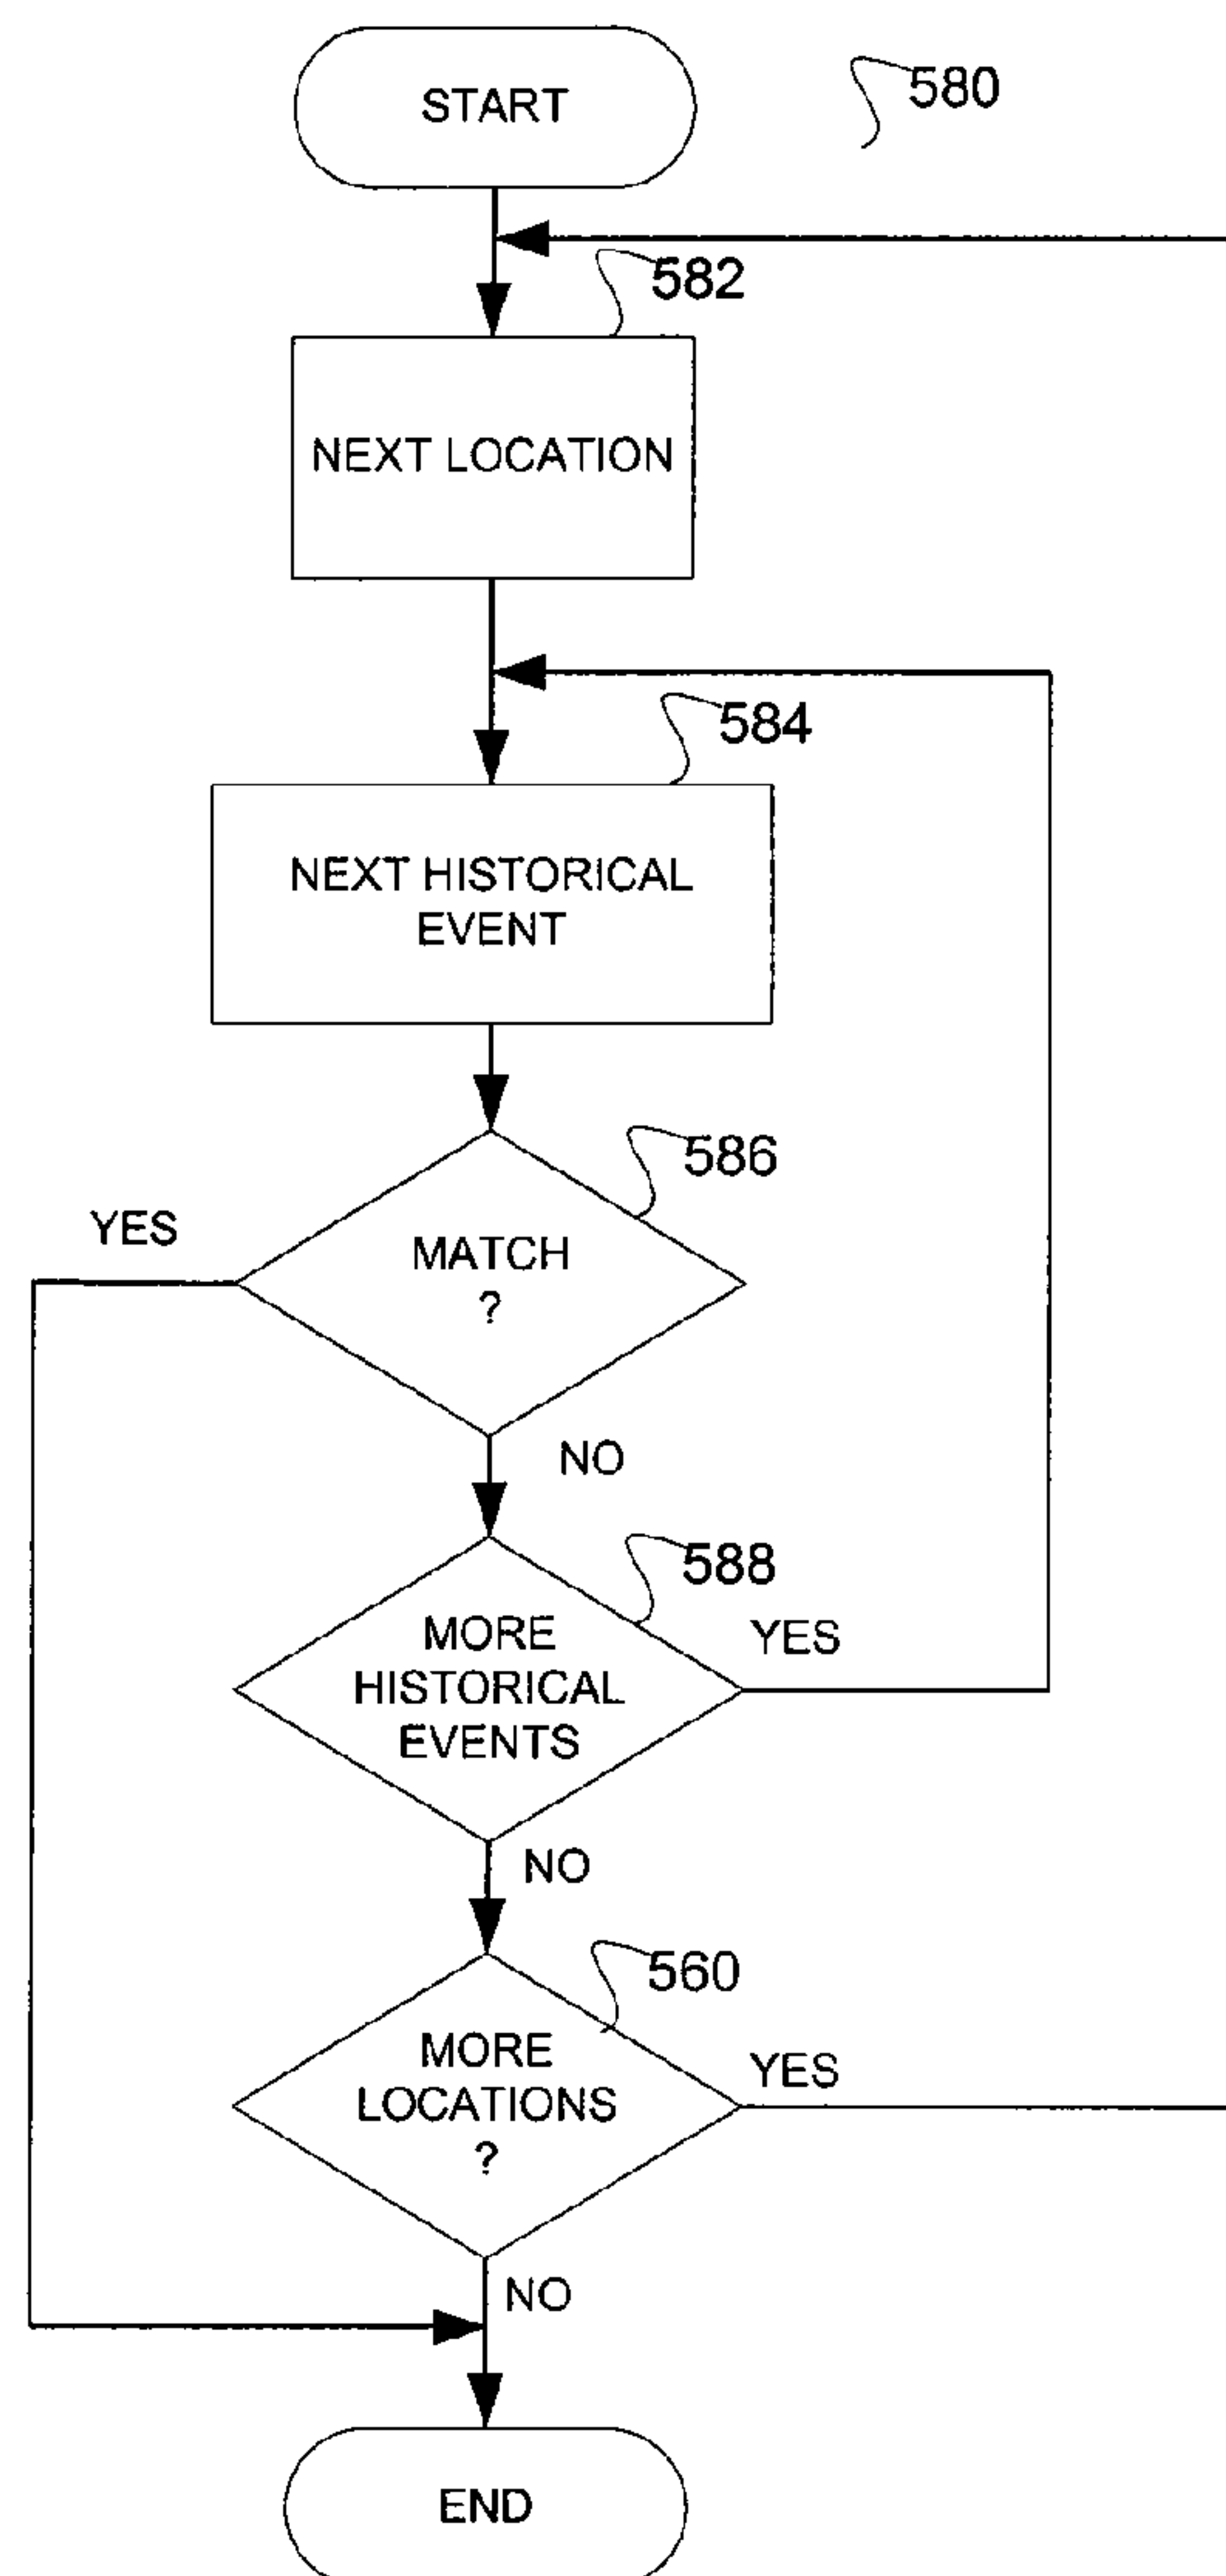 START
580
582
NEXT LOCATION
584
NEXT HISTORICAL
EVENT
586
YES
MATCH
?
NO
588
MORE
HISTORICAL
EVENTS
YES
NO
560
MORE
LOCATIONS
?
YES
NO
END